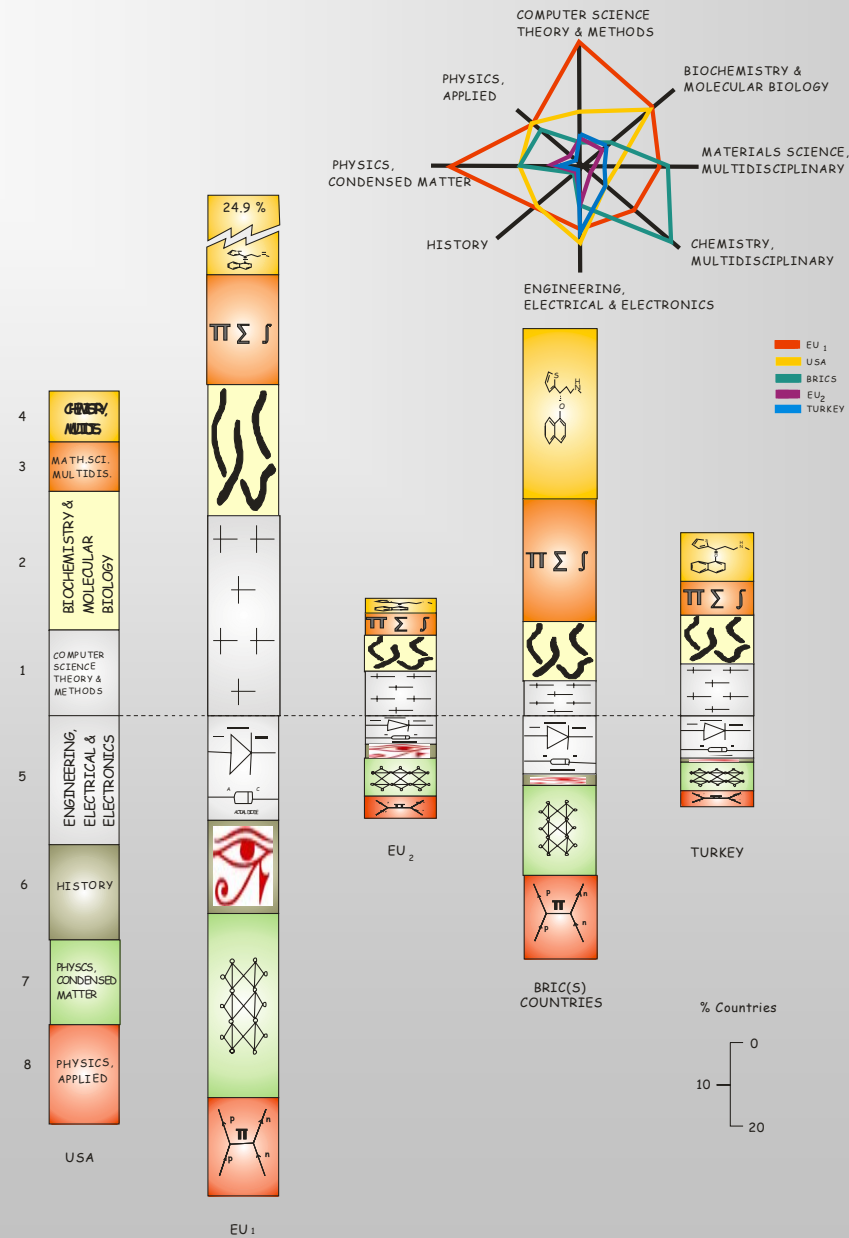 COMPUTER SCIENCE
THEORY & METHODS
PHYSICS,
APPLIED
BIOCHEMISTRY &
MOLECULAR BIOLOGY
PHYSICS,
CONDENSED MATTER
MATERIALS SCIENCE,
MULTIDISCIPLINARY
HISTORY
CHEMISTRY,
MULTIDISCIPLINARY
ENGINEERING,
ELECTRICAL & ELECTRONICS
EU 1
USA
BRICS
EU2
TURKEY
24.9 %
π Σ ∫
4
3
MATH.SCI.
MULTIDIS.
2
BIOCHEMISTRY &
MOLECULAR
BIOLOGY
1
COMPUTER
SCIENCE
THEORY &
METHODS
5
ENGINEERING,
ELECTRICAL &
ELECTRONICS
6
HISTORY
7
PHYSCS,
CONDENSED
MATTER
8
PHYSICS,
APPLIED
USA
A C
p n
π
p n
EU 1
π Σ ∫
π
EU 2
S
H
N
O
π Σ ∫
p n
π
p n
BRIC(S)
COUNTRIES
π Σ ∫
π
TURKEY
% Countries
0
10
20